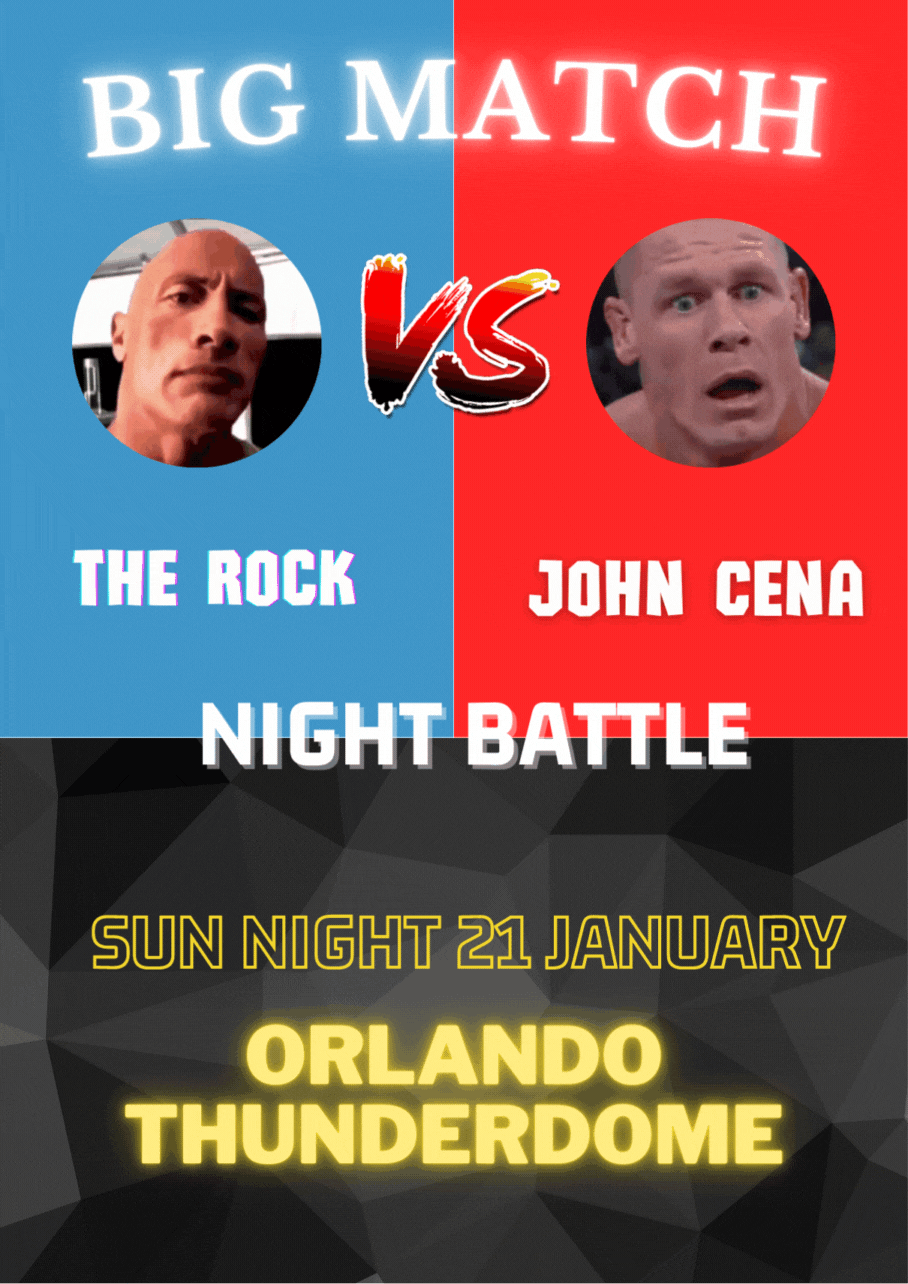 BIG MATCH
VS
THE ROCK
JOHN CENA
NIGHT BATTLE
SUN NIGHT 21 JANUARY
ORLANDO
THUNDERDOME